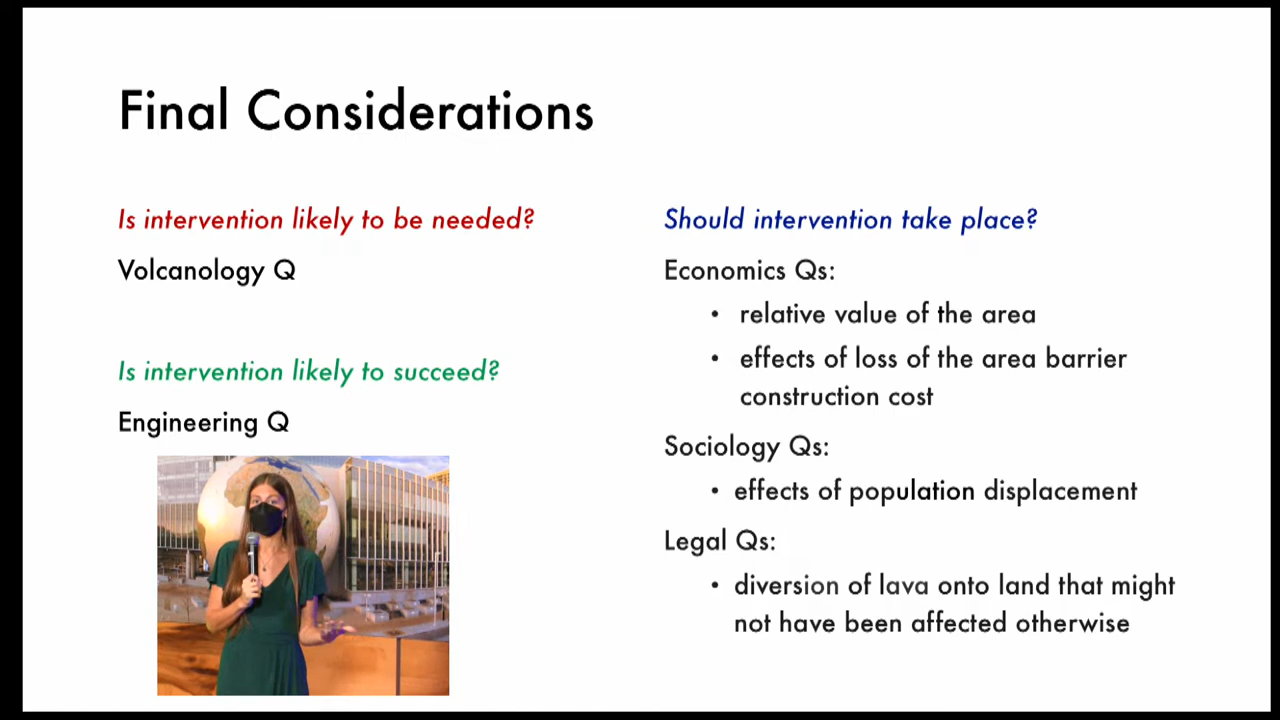 Final Considerations
Is intervention likely to be needed?
Volcanology Q
Is intervention likely to succeed?
Engineering Q
Should intervention take place?
Economics Qs:
• relative value of the area
• effects of loss of the area barrier
construction cost
Sociology Qs:
• effects of population displacement
Legal Qs:
• diversion of lava onto land that might
not have been affected otherwise